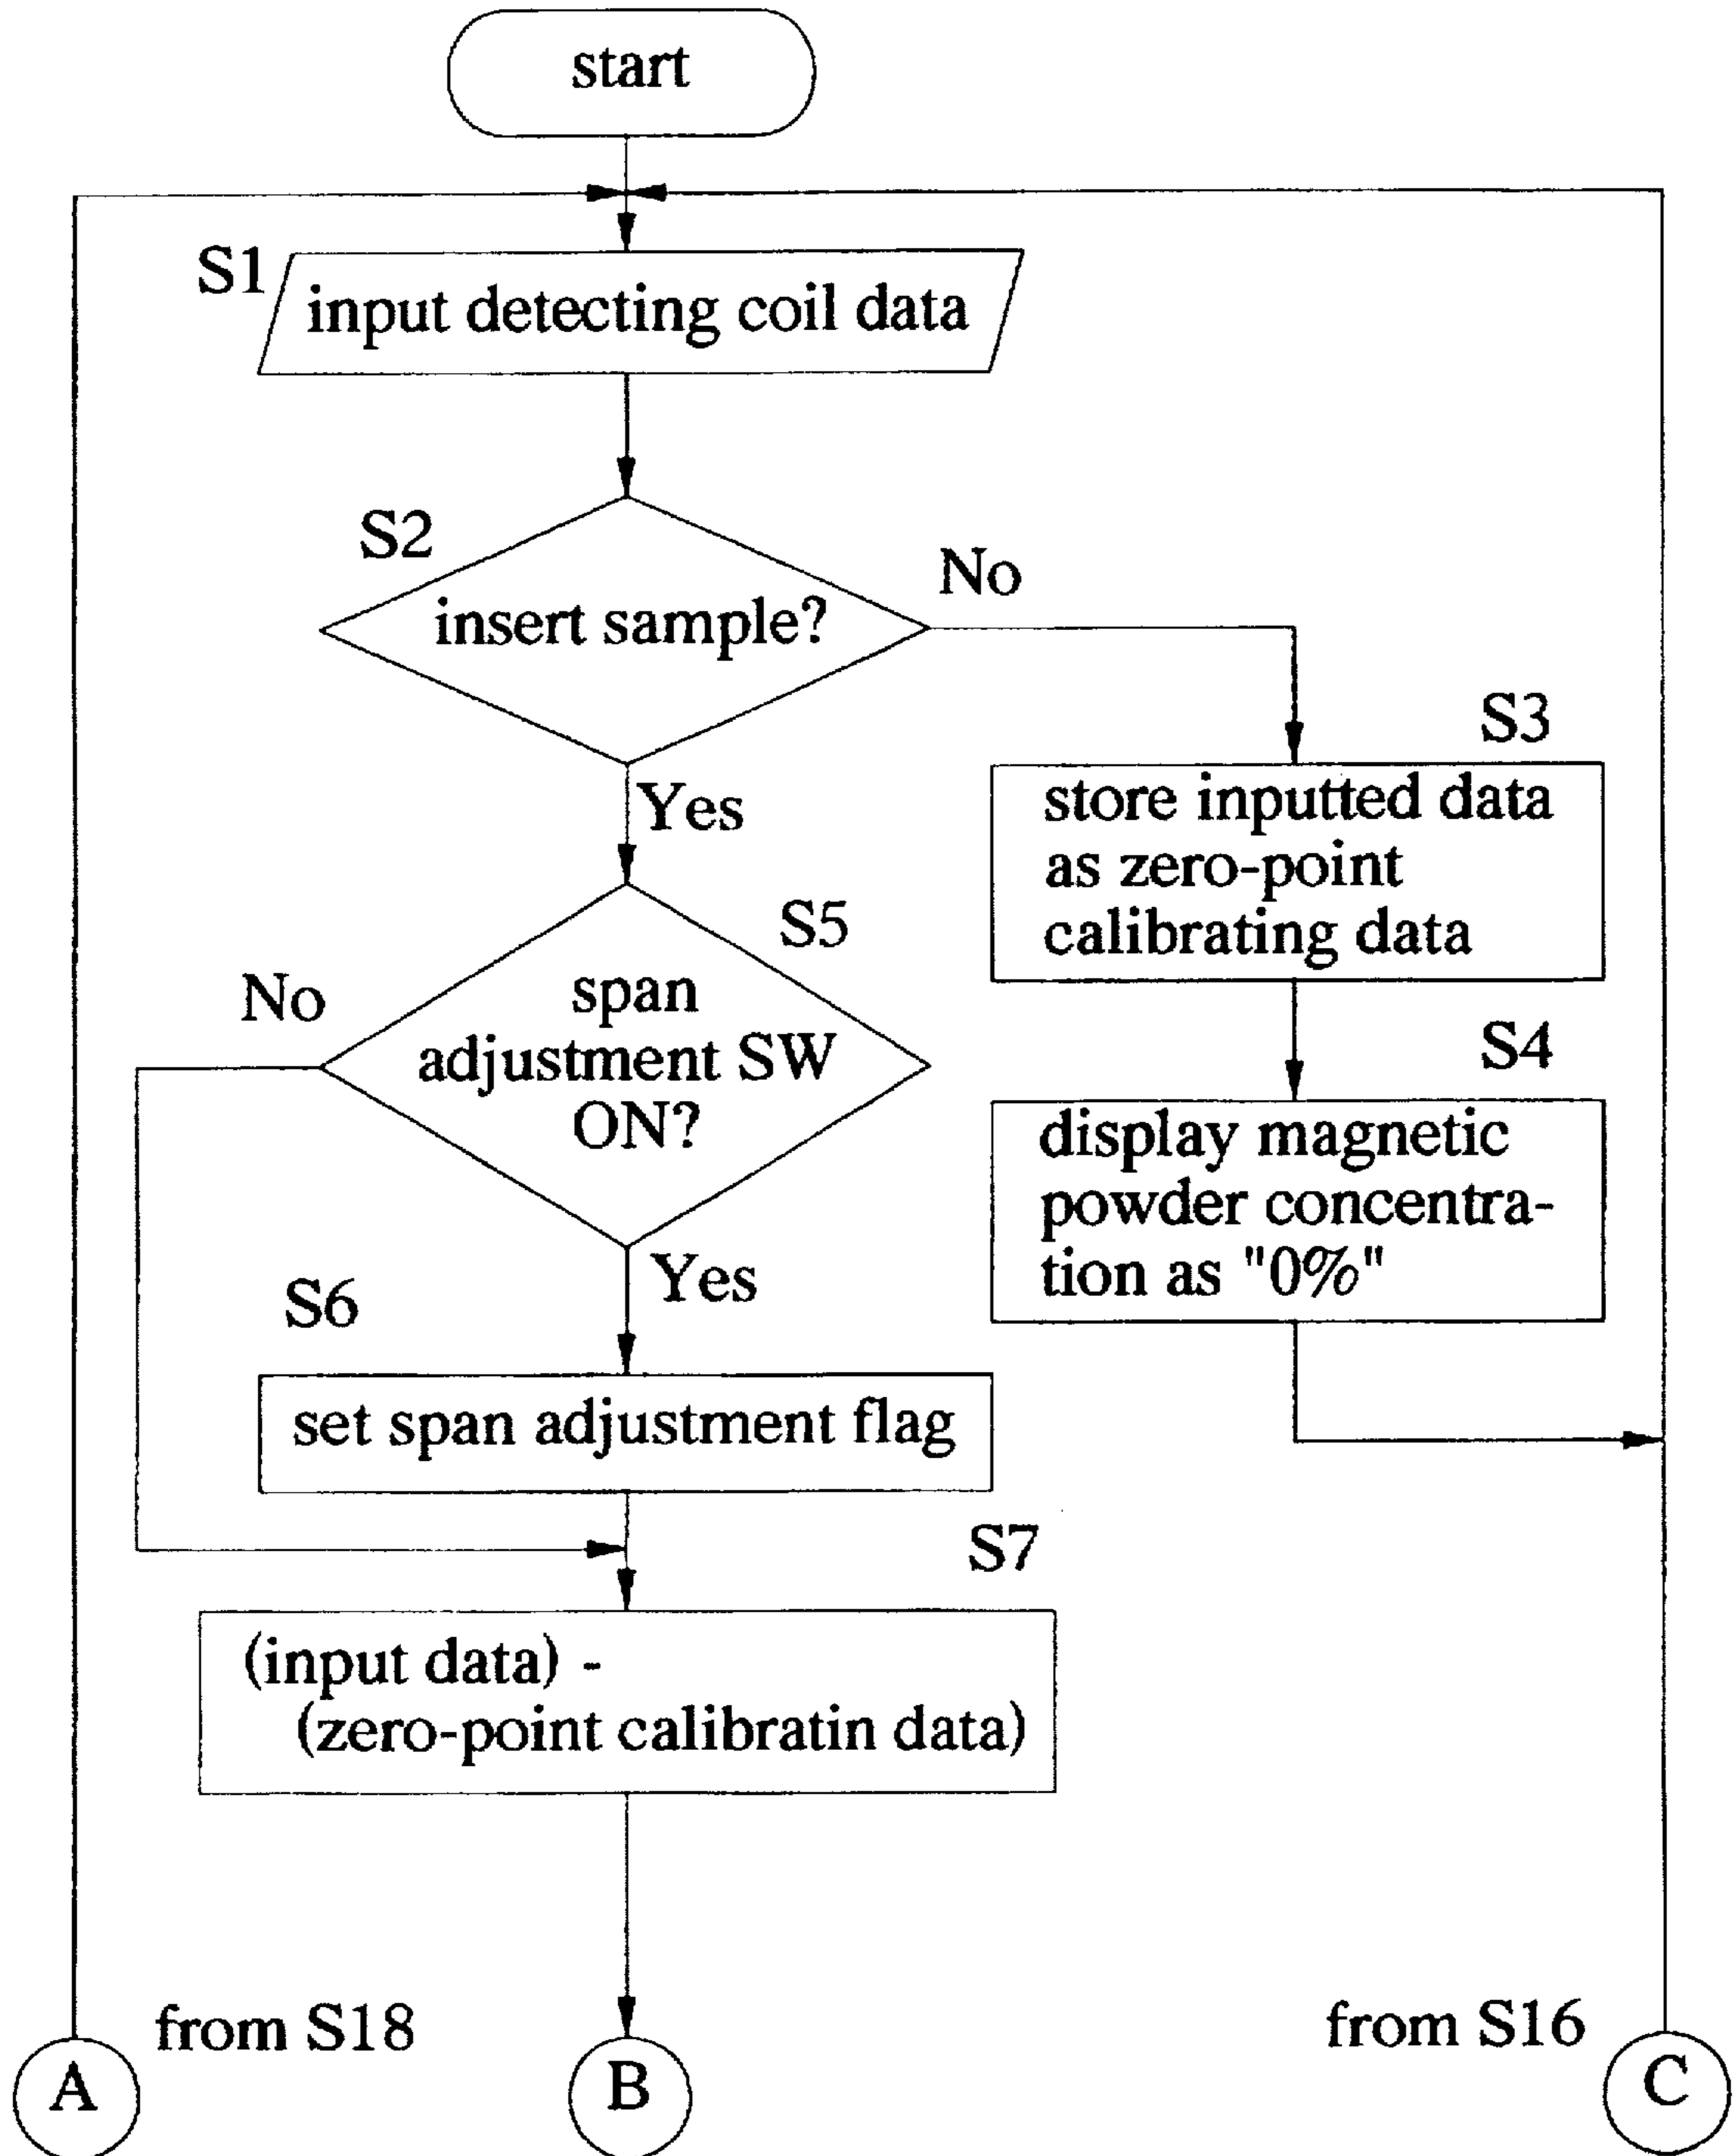 start
S1
input detecting coil data
S2
insert sample?
No
Yes
S3
store inputted data
as zero-point
calibrating data
S4
display magnetic
powder concentra-
tion as "0%"
S5
span
adjustment SW
ON?
No
Yes
S6
set span adjustment flag
S7
(input data) -
(zero-point calibratin data)
from S18
A
B
from S16
C